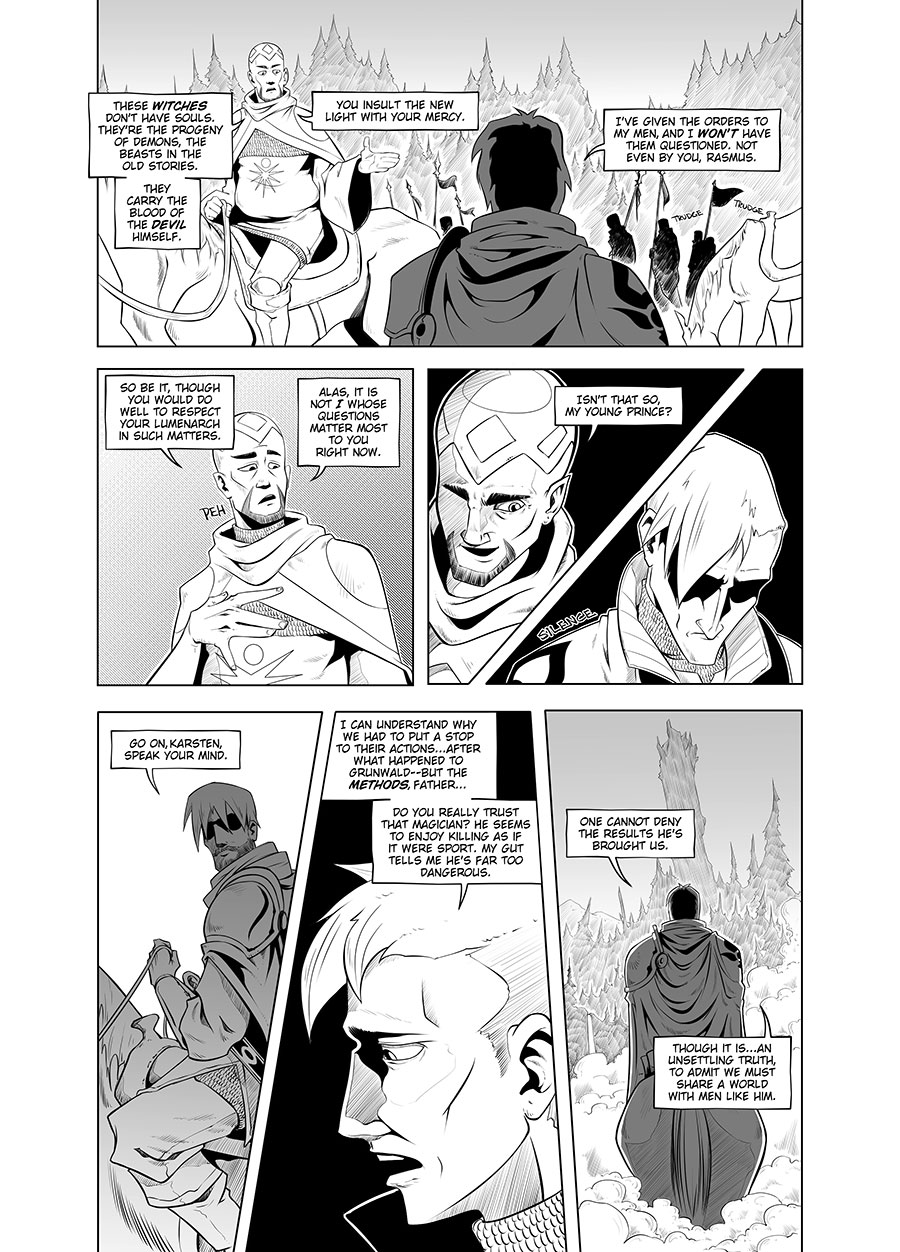 THESE WITCHES
DON'T HAVE SOULS.
THEY'RE THE PROGENY
OF DEMONS, THE
BEASTS IN THE
OLD STORIES.
THEY
CARRY THE
BLOOD OF
THE DEVIL
HIMSELF.
YOU INSULT THE NEW
LIGHT WITH YOUR MERCY.
I'VE GIVEN THE ORDERS TO
MY MEN, AND I WON'T HAVE
THEM QUESTIONED. NOT
EVEN BY YOU, RASMUS.
TRUDGE
TRUDGE
SO BE IT, THOUGH
YOU WOULD DO
WELL TO RESPECT
YOUR LUMENARCH
IN SUCH MATTERS.
PEH
ALAS, IT IS
NOT I WHOSE
QUESTIONS
MATTER MOST
TO YOU
RIGHT NOW.
ISN'T THAT SO,
MY YOUNG PRINCE?
SILENCE
GO ON, KARSTEN,
SPEAK YOUR MIND.
I CAN UNDERSTAND WHY
WE HAD TO PUT A STOP
TO THEIR ACTIONS...AFTER
WHAT HAPPENED TO
GRUNWALD--BUT THE
METHODS, FATHER...
DO YOU REALLY TRUST
THAT MAGICIAN? HE SEEMS
TO ENJOY KILLING AS IF
IT WERE SPORT. MY GUT
TELLS ME HE'S FAR TOO
DANGEROUS.
ONE CANNOT DENY
THE RESULTS HE'S
BROUGHT US.
THOUGH IT IS...AN
UNSETTLING TRUTH,
TO ADMIT WE MUST
SHARE A WORLD
WITH MEN LIKE HIM.